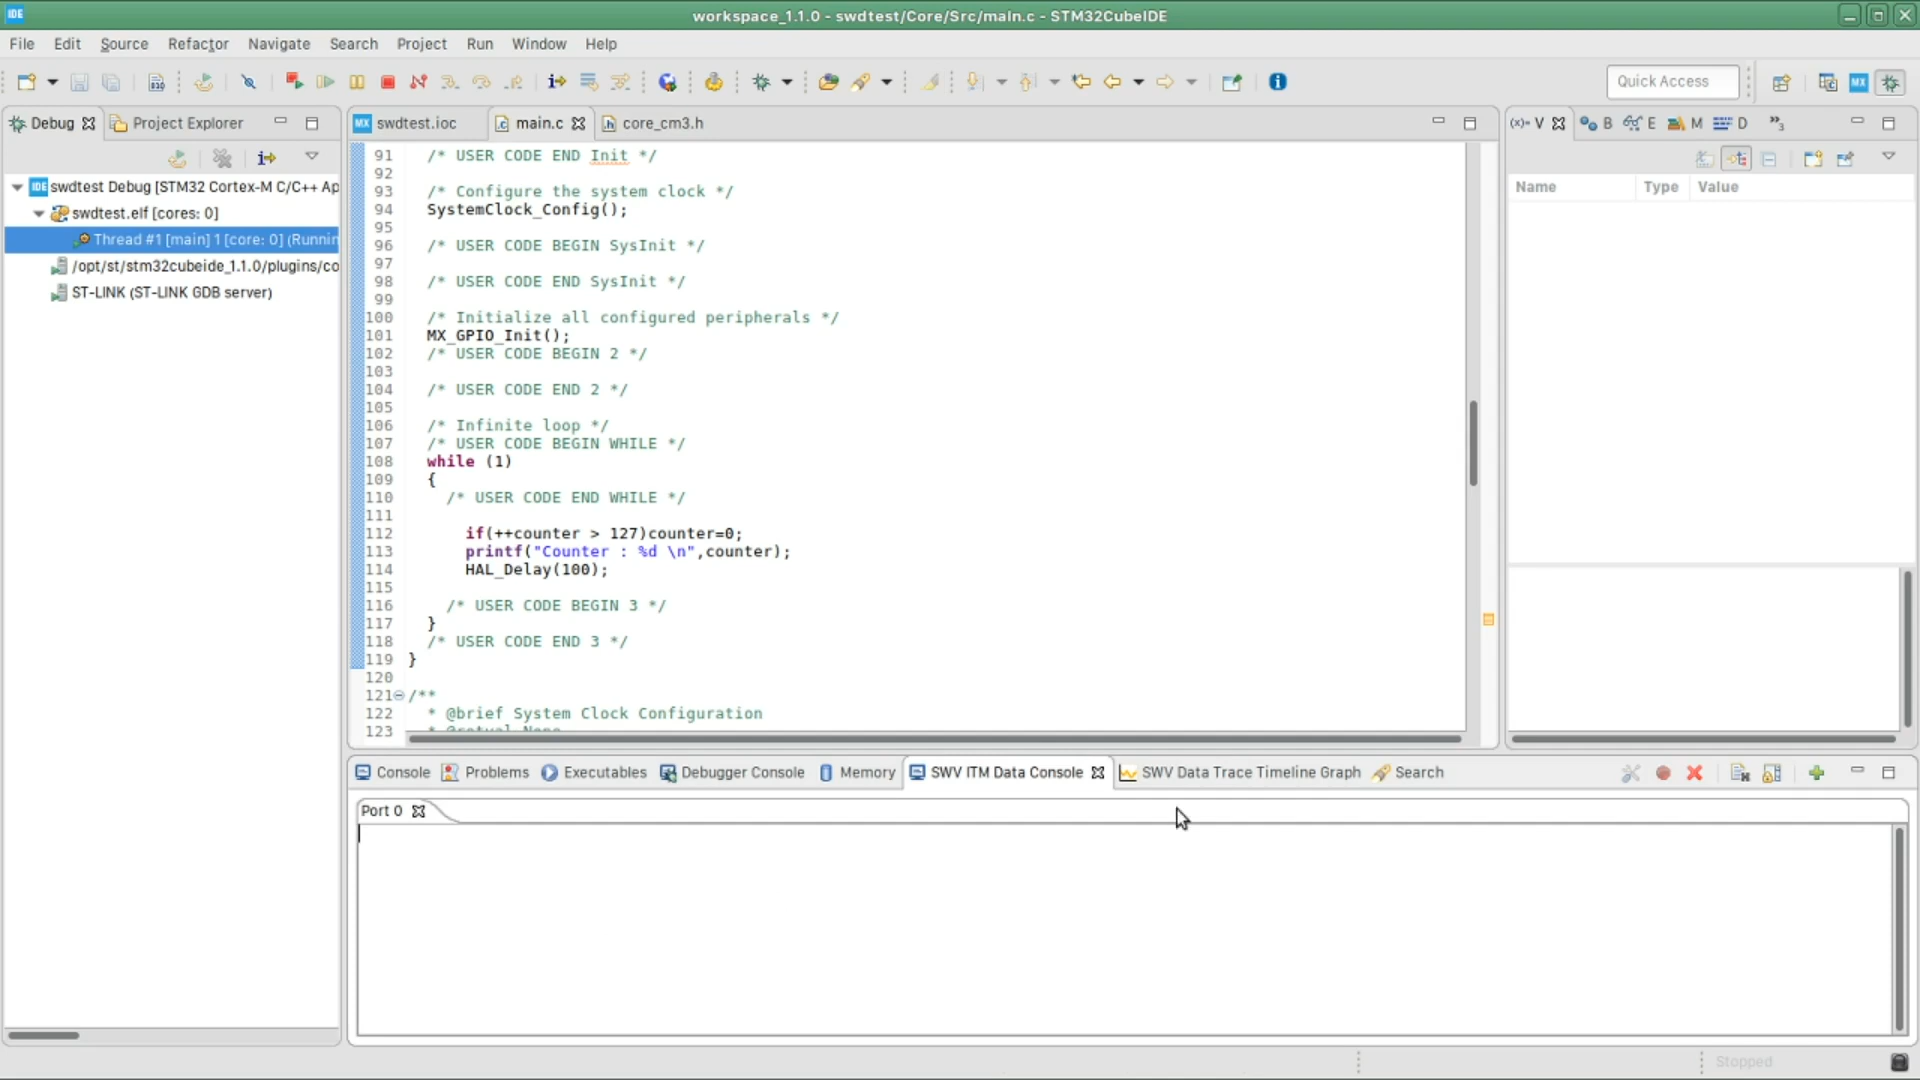 IDE
workspace_1.1.0 - swdtest/Core/Src/main.c - STM32CubeIDE
File Edit Source Refactor Navigate Search Project Run Window Help
Quick Access
MX
Debug
Project Explorer
MX swdtest.ioc
main.c
core_cm3.h
(x)= V
B
E
M
D
Name Type Value
IDE swdtest Debug [STM32 Cortex-M C/C++ Ap
swdtest.elf [cores: 0]
Thread #1 [main] 1 [core: 0] (Runnin
/opt/st/stm32cubeide_1.1.0/plugins/co
ST-LINK (ST-LINK GDB server)
91 /* USER CODE END Init */
92
93 /* Configure the system clock */
94 SystemClock_Config();
95
96 /* USER CODE BEGIN SysInit */
97
98 /* USER CODE END SysInit */
99
100 /* Initialize all configured peripherals */
101 MX_GPIO_Init();
102 /* USER CODE BEGIN 2 */
103
104 /* USER CODE END 2 */
105
106 /* Infinite loop */
107 /* USER CODE BEGIN WHILE */
108 while (1)
109 {
110 /* USER CODE END WHILE */
111
112 if(++counter > 127)counter=0;
113 printf("Counter : %d \n",counter);
114 HAL_Delay(100);
115
116 /* USER CODE BEGIN 3 */
117 }
118 /* USER CODE END 3 */
119 }
120
121 /**
122 * @brief System Clock Configuration
123 * @retval None
Console
Problems
Executables
Debugger Console
Memory
SWV ITM Data Console
SWV Data Trace Timeline Graph
Search
Port 0
Stopped